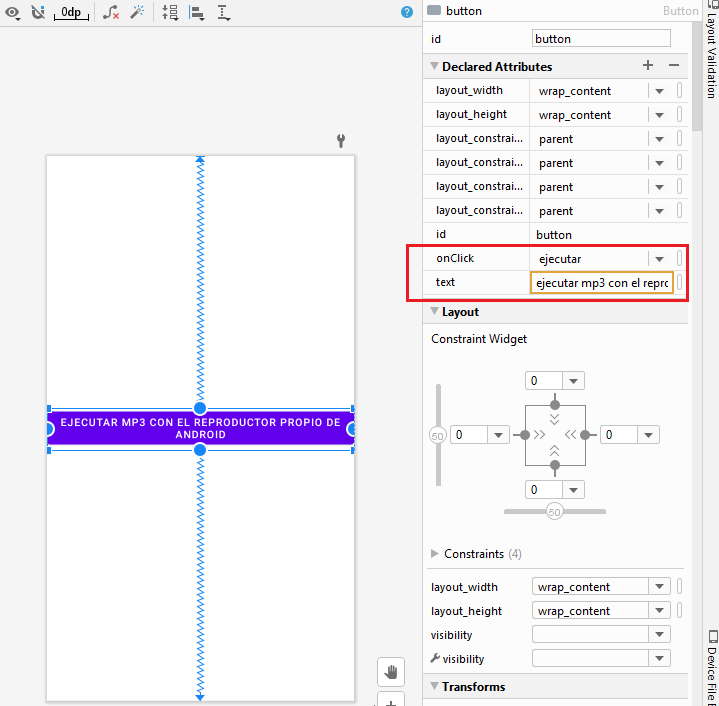 0dp
?
button
Button
id
button
Declared Attributes
layout_width
wrap_content
layout_height
wrap_content
layout_constrai...
parent
layout_constrai...
parent
layout_constrai...
parent
layout_constrai...
parent
id
button
onClick
ejecutar
text
ejecutar mp3 con el repro
Layout
Constraint Widget
0
50
0
0
0
50
Constraints (4)
layout_width
wrap_content
layout_height
wrap_content
visibility
visibility
Transforms
EJECUTAR MP3 CON EL REPRODUCTOR PROPIO DE
ANDROID
Layout Validation
Device File